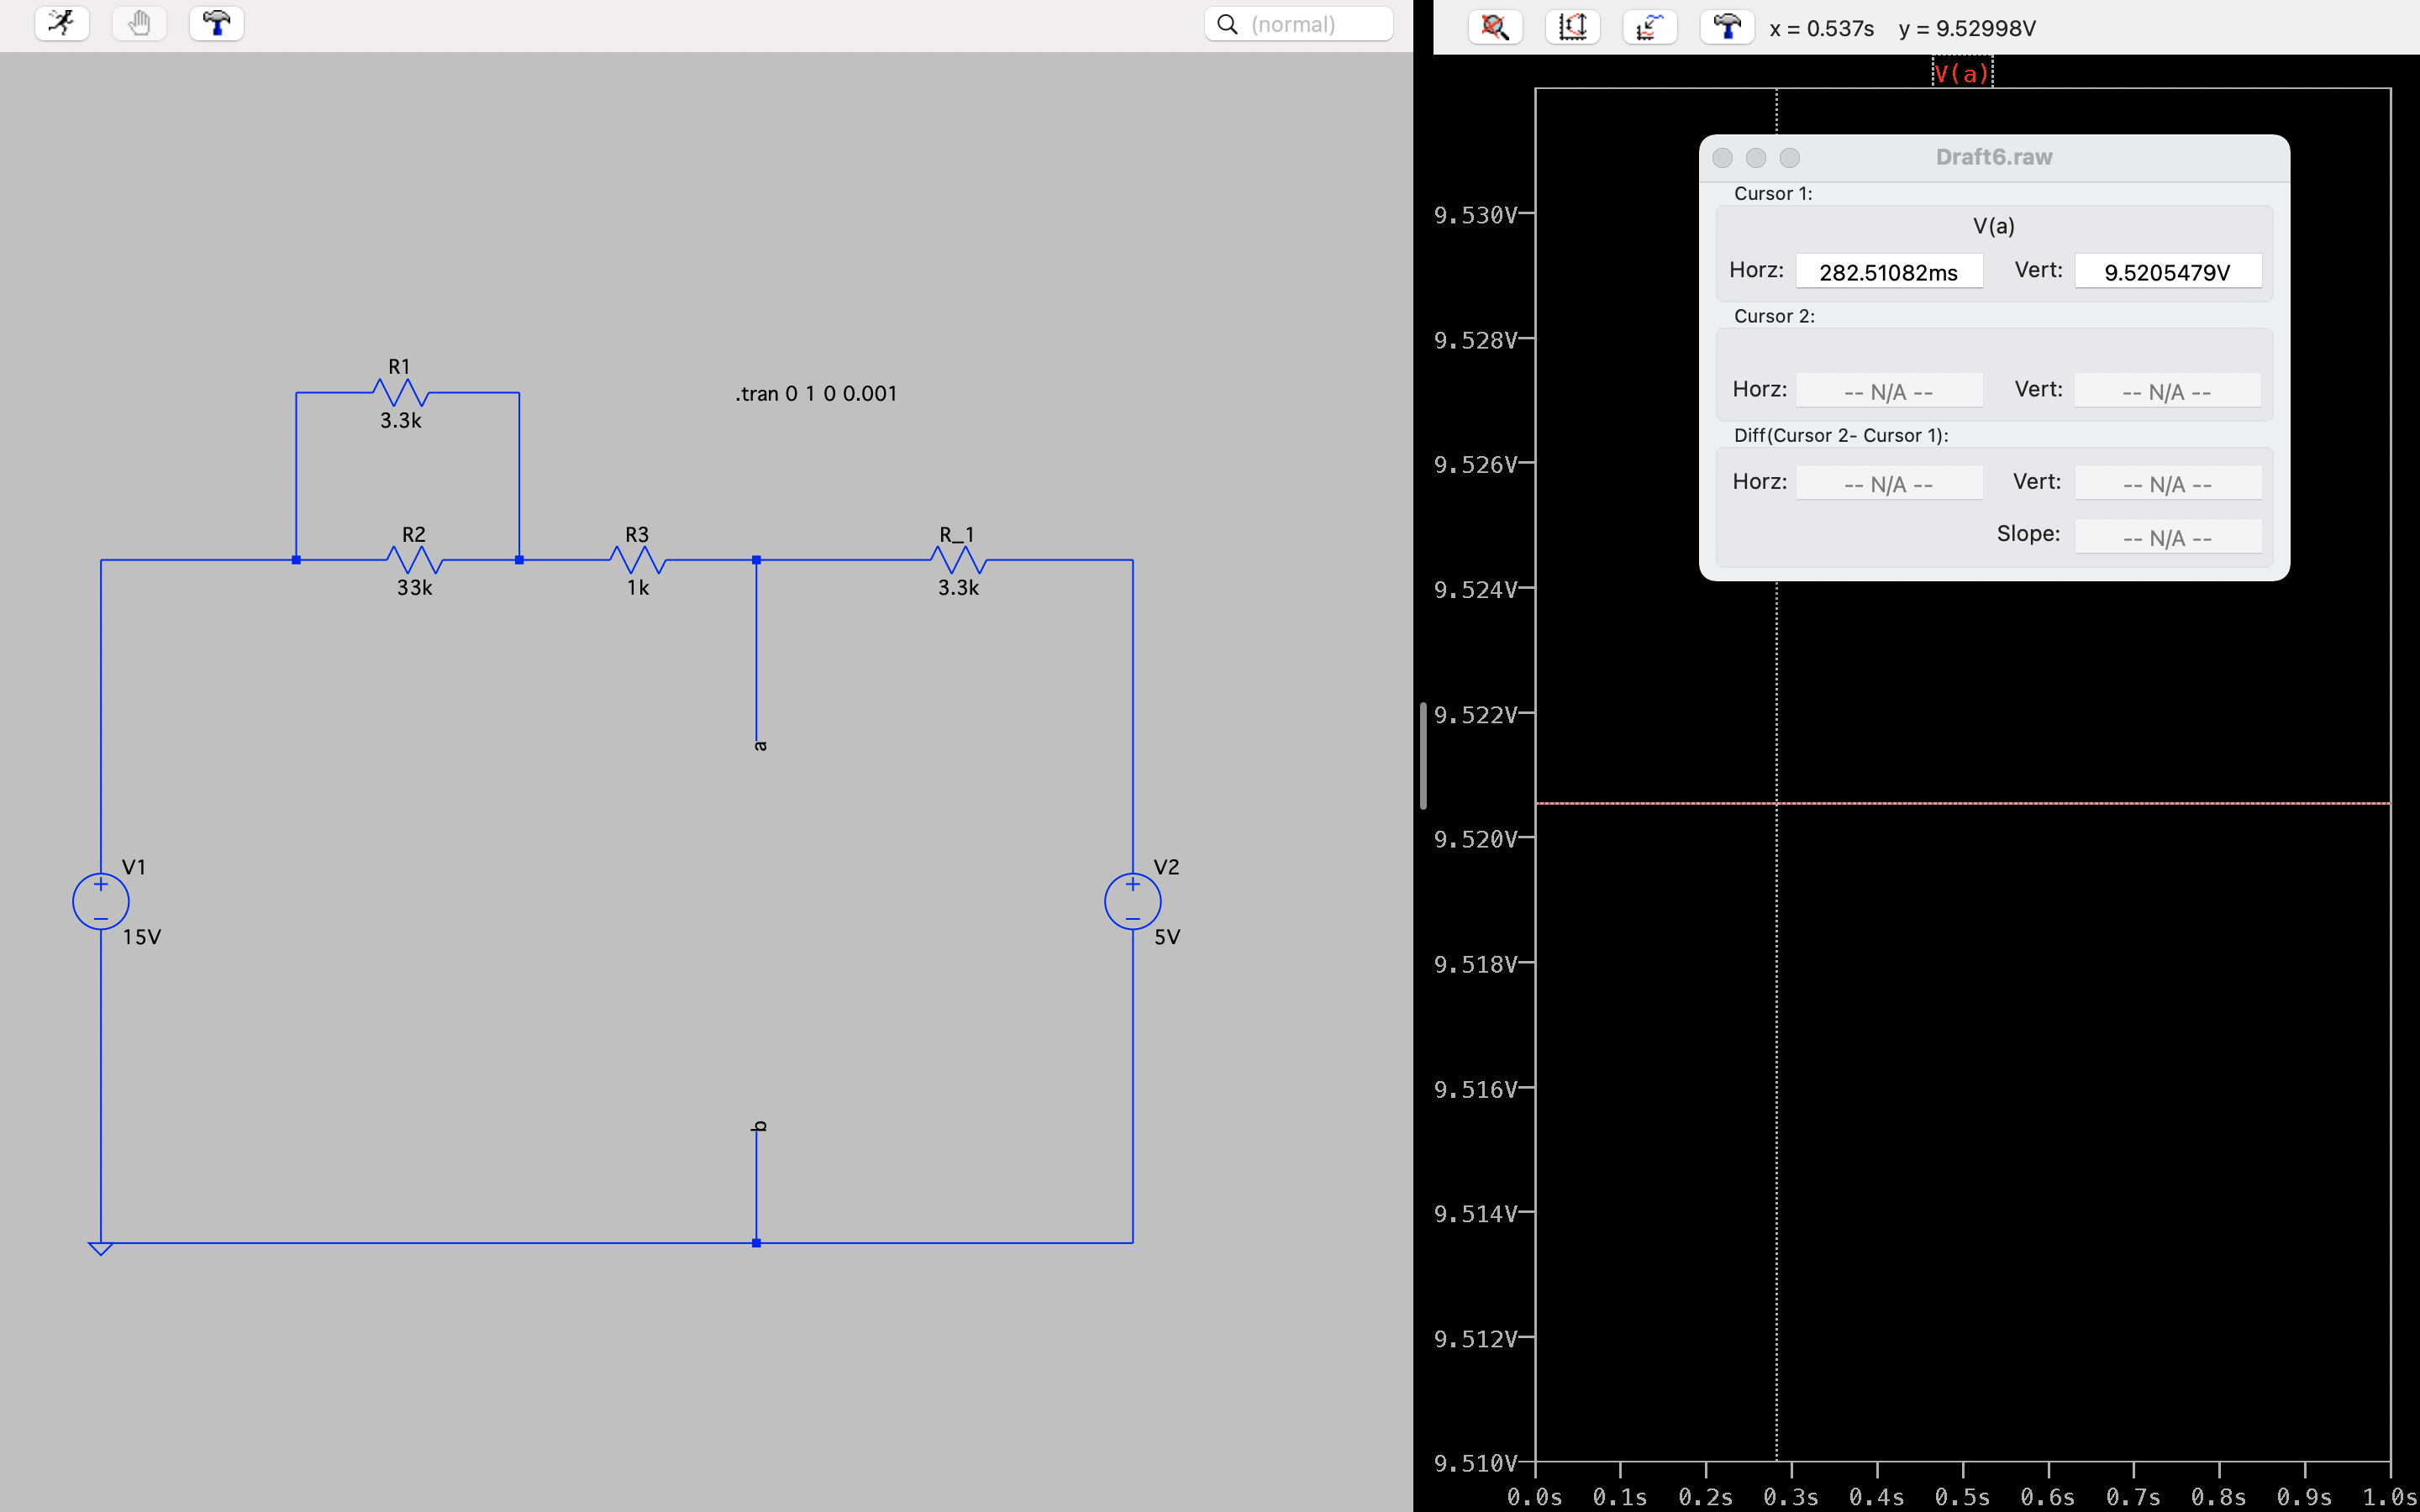 (normal)
x = 0.537s y = 9.52998V
V(a)
Draft6.raw
Cursor 1:
V(a)
Horz: 282.51082ms Vert: 9.5205479V
Cursor 2:
Horz: -- N/A -- Vert: -- N/A --
Diff(Cursor 2- Cursor 1):
Horz: -- N/A -- Vert: -- N/A --
Slope: -- N/A --
R1
3.3k
.tran 0 1 0 0.001
R2
33k
R3
1k
R_1
3.3k
a
V1
15V
V2
5V
b
9.530V
9.528V
9.526V
9.524V
9.522V
9.520V
9.518V
9.516V
9.514V
9.512V
9.510V
0.0s 0.1s 0.2s 0.3s 0.4s 0.5s 0.6s 0.7s 0.8s 0.9s 1.0s